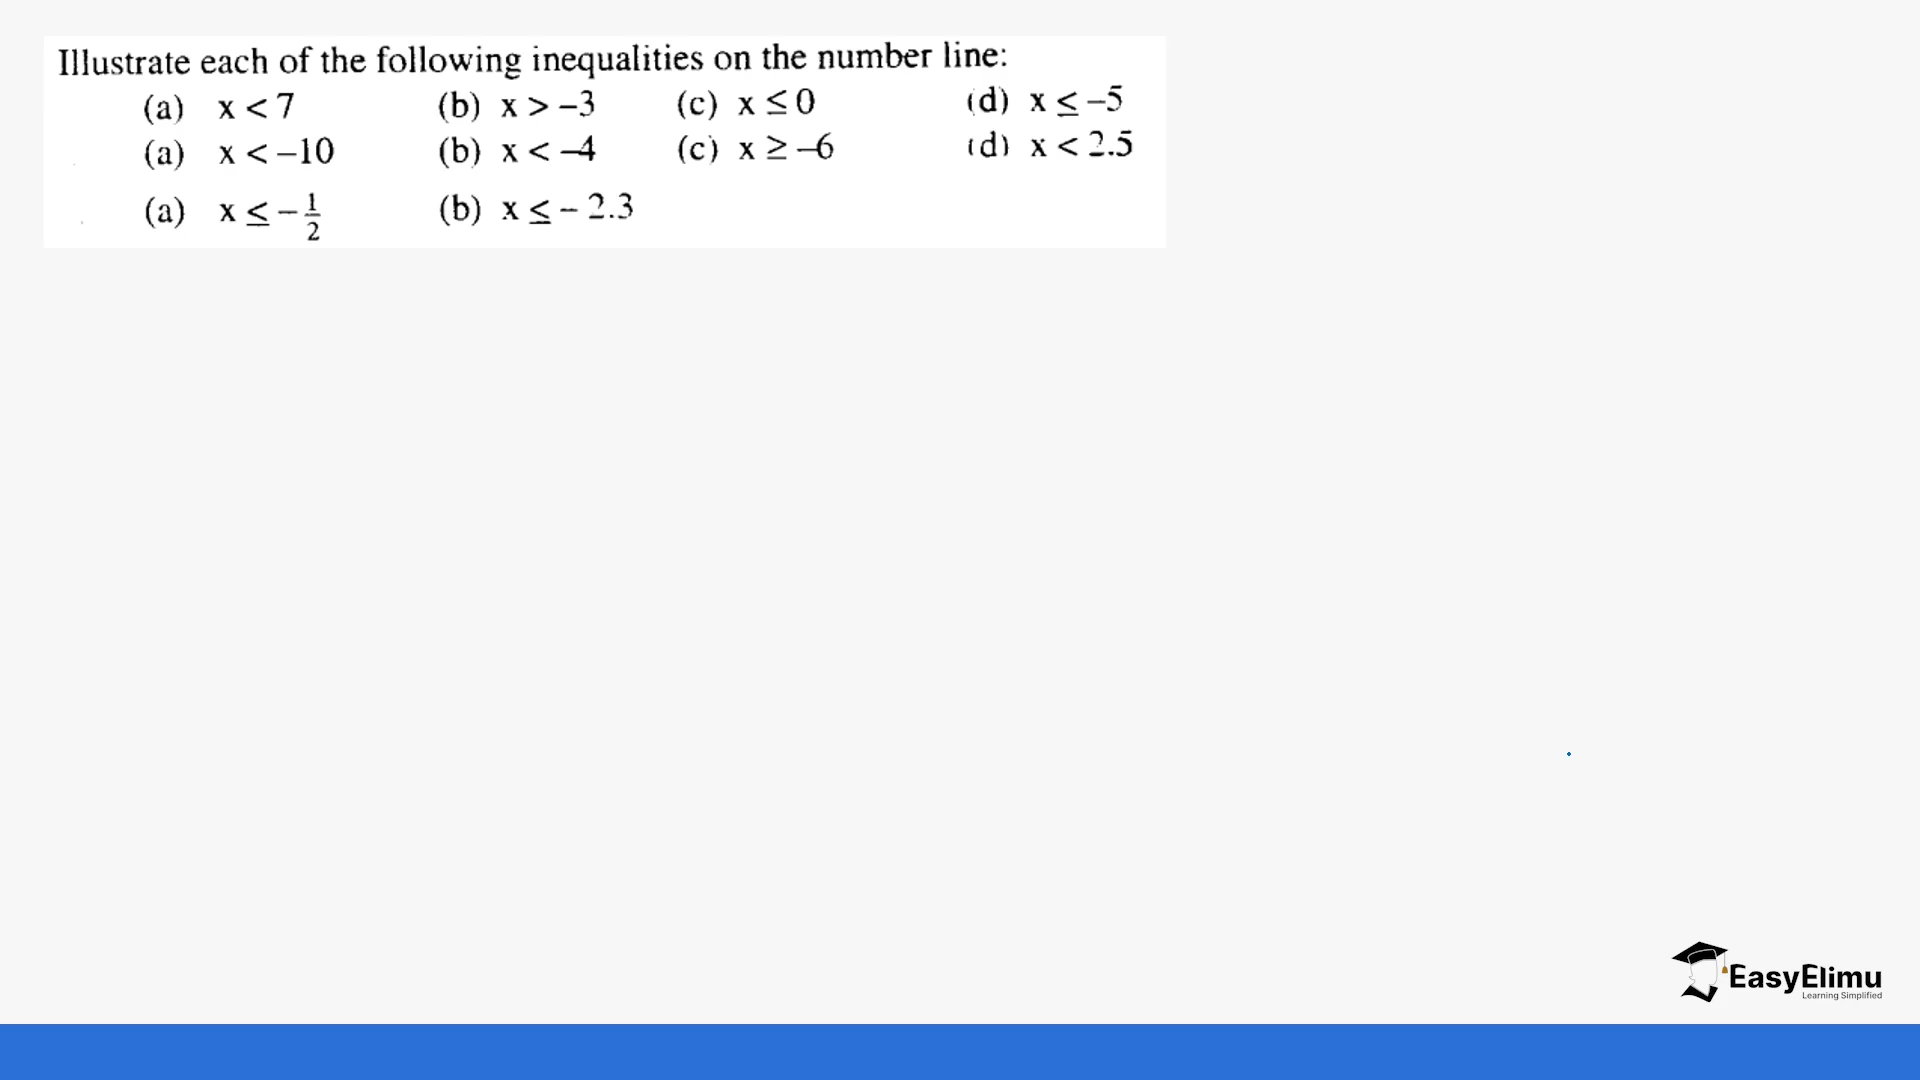 Illustrate each of the following inequalities on the number line:
(a) x < 7 (b) x > –3 (c) x ≤ 0 (d) x ≤ –5
(a) x < –10 (b) x < –4 (c) x ≥ –6 (d) x < 2.5
(a) x ≤ – 1/2 (b) x ≤ – 2.3
EasyElimu
Learning Simplified